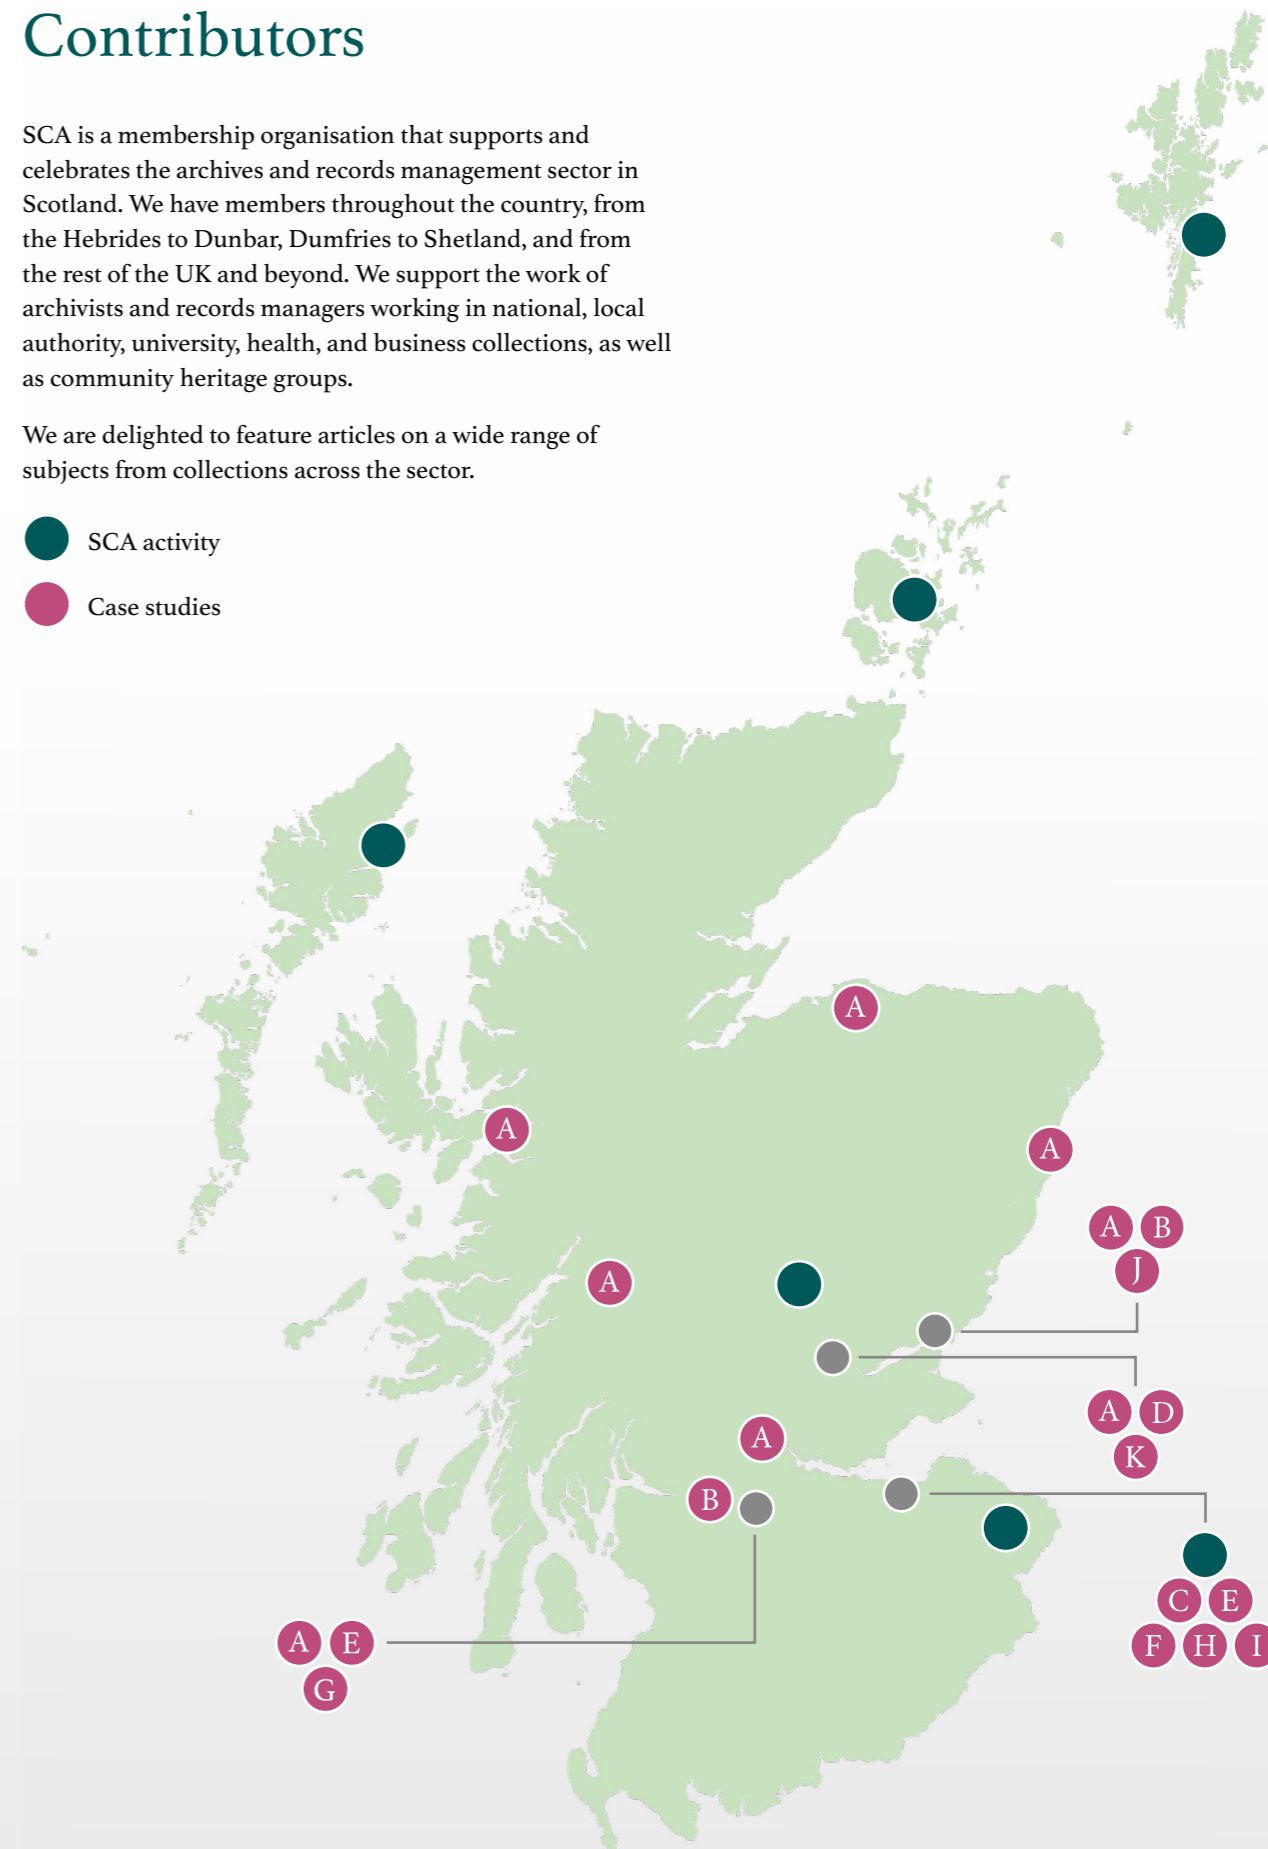 Contributors
SCA is a membership organisation that supports and
celebrates the archives and records management sector in
Scotland. We have members throughout the country, from
the Hebrides to Dunbar, Dumfries to Shetland, and from
the rest of the UK and beyond. We support the work of
archivists and records managers working in national, local
authority, university, health, and business collections, as well
as community heritage groups.
We are delighted to feature articles on a wide range of
subjects from collections across the sector.
SCA activity
Case studies
A
A
A
A B
J
A
A D
K
A
B
C E
F H I
A E
G